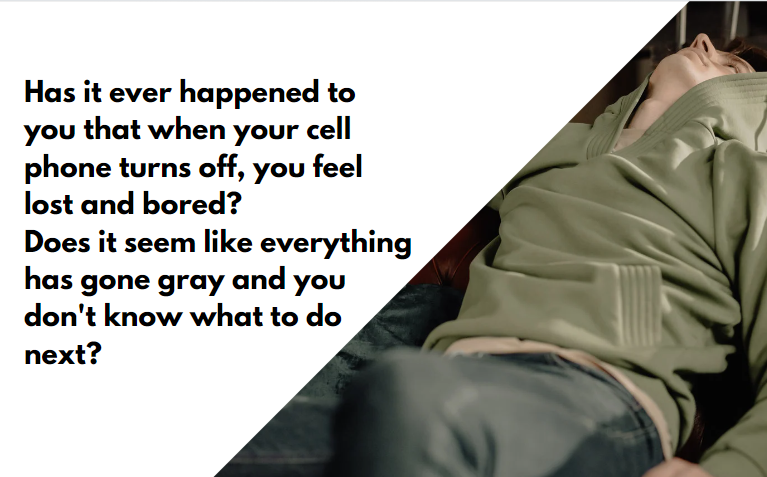 Has it ever happened to
you that when your cell
phone turns off, you feel
lost and bored?
Does it seem like everything
has gone gray and you
don't know what to do
next?